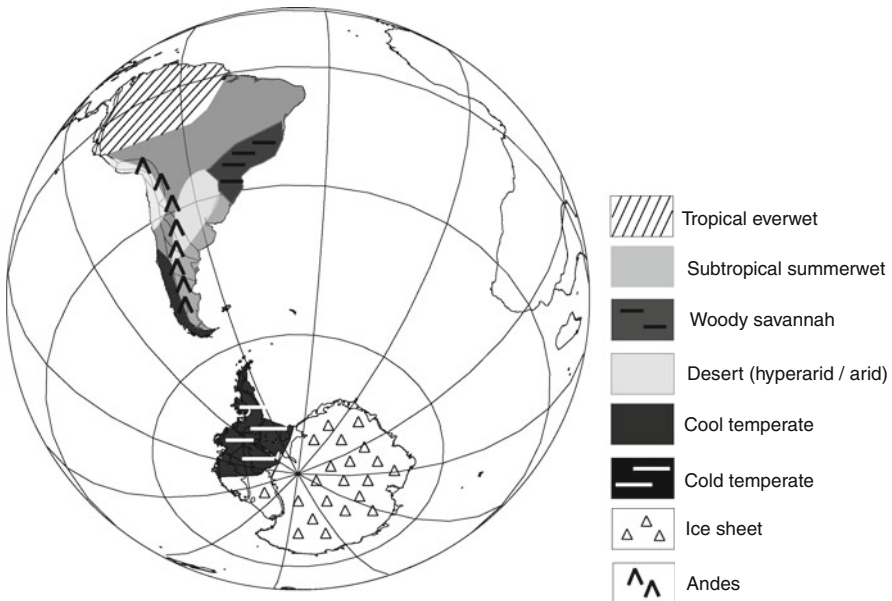 Tropical everwet
Subtropical summerwet
Woody savannah
Desert (hyperarid / arid)
Cool temperate
Cold temperate
Ice sheet
Andes